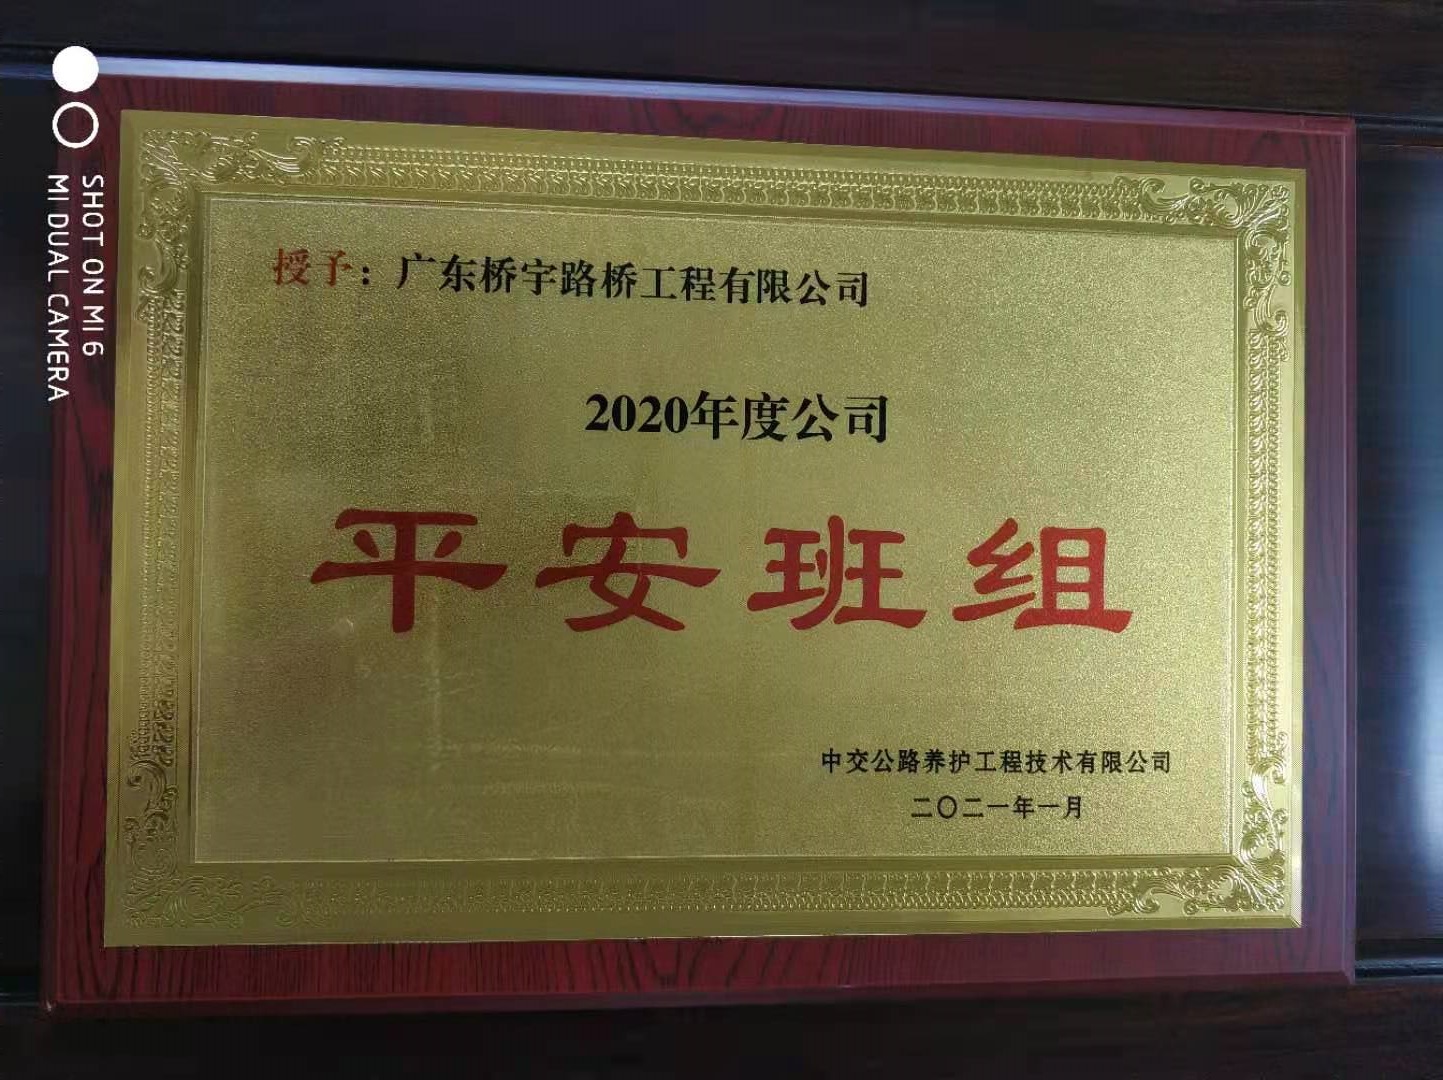 授予：广东桥宇路桥工程有限公司
2020年度公司
平安班组
中交公路养护工程技术有限公司
二〇二一年一月
SHOT ON MI 6
MI DUAL CAMERA